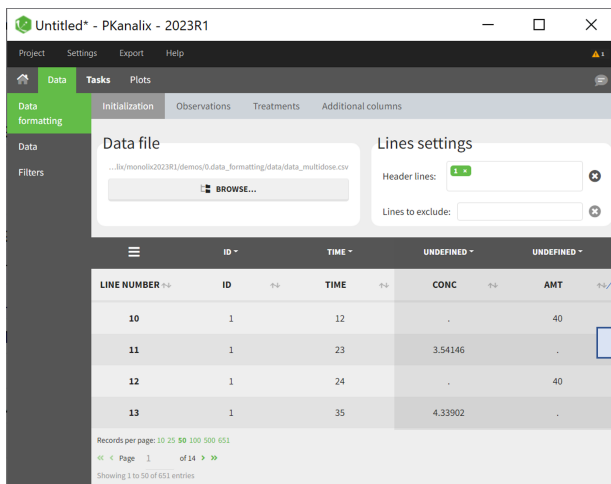 Untitled* - PKanalix - 2023R1
Project Settings Export Help 1
Data Tasks Plots
Data formatting
Data
Filters
Initialization Observations Treatments Additional columns
Data file
...lix/monolix2023R1/demos/0.data_formatting/data/data_multidose.csv
BROWSE...
Lines settings
Header lines: 1 ×
Lines to exclude:
ID TIME UNDEFINED UNDEFINED
LINE NUMBER ID TIME CONC AMT
10 1 12 . 40
11 1 23 3.54146 .
12 1 24 . 40
13 1 35 4.33902 .
Records per page: 10 25 50 100 500 651
« < Page 1 of 14 > »
Showing 1 to 50 of 651 entries